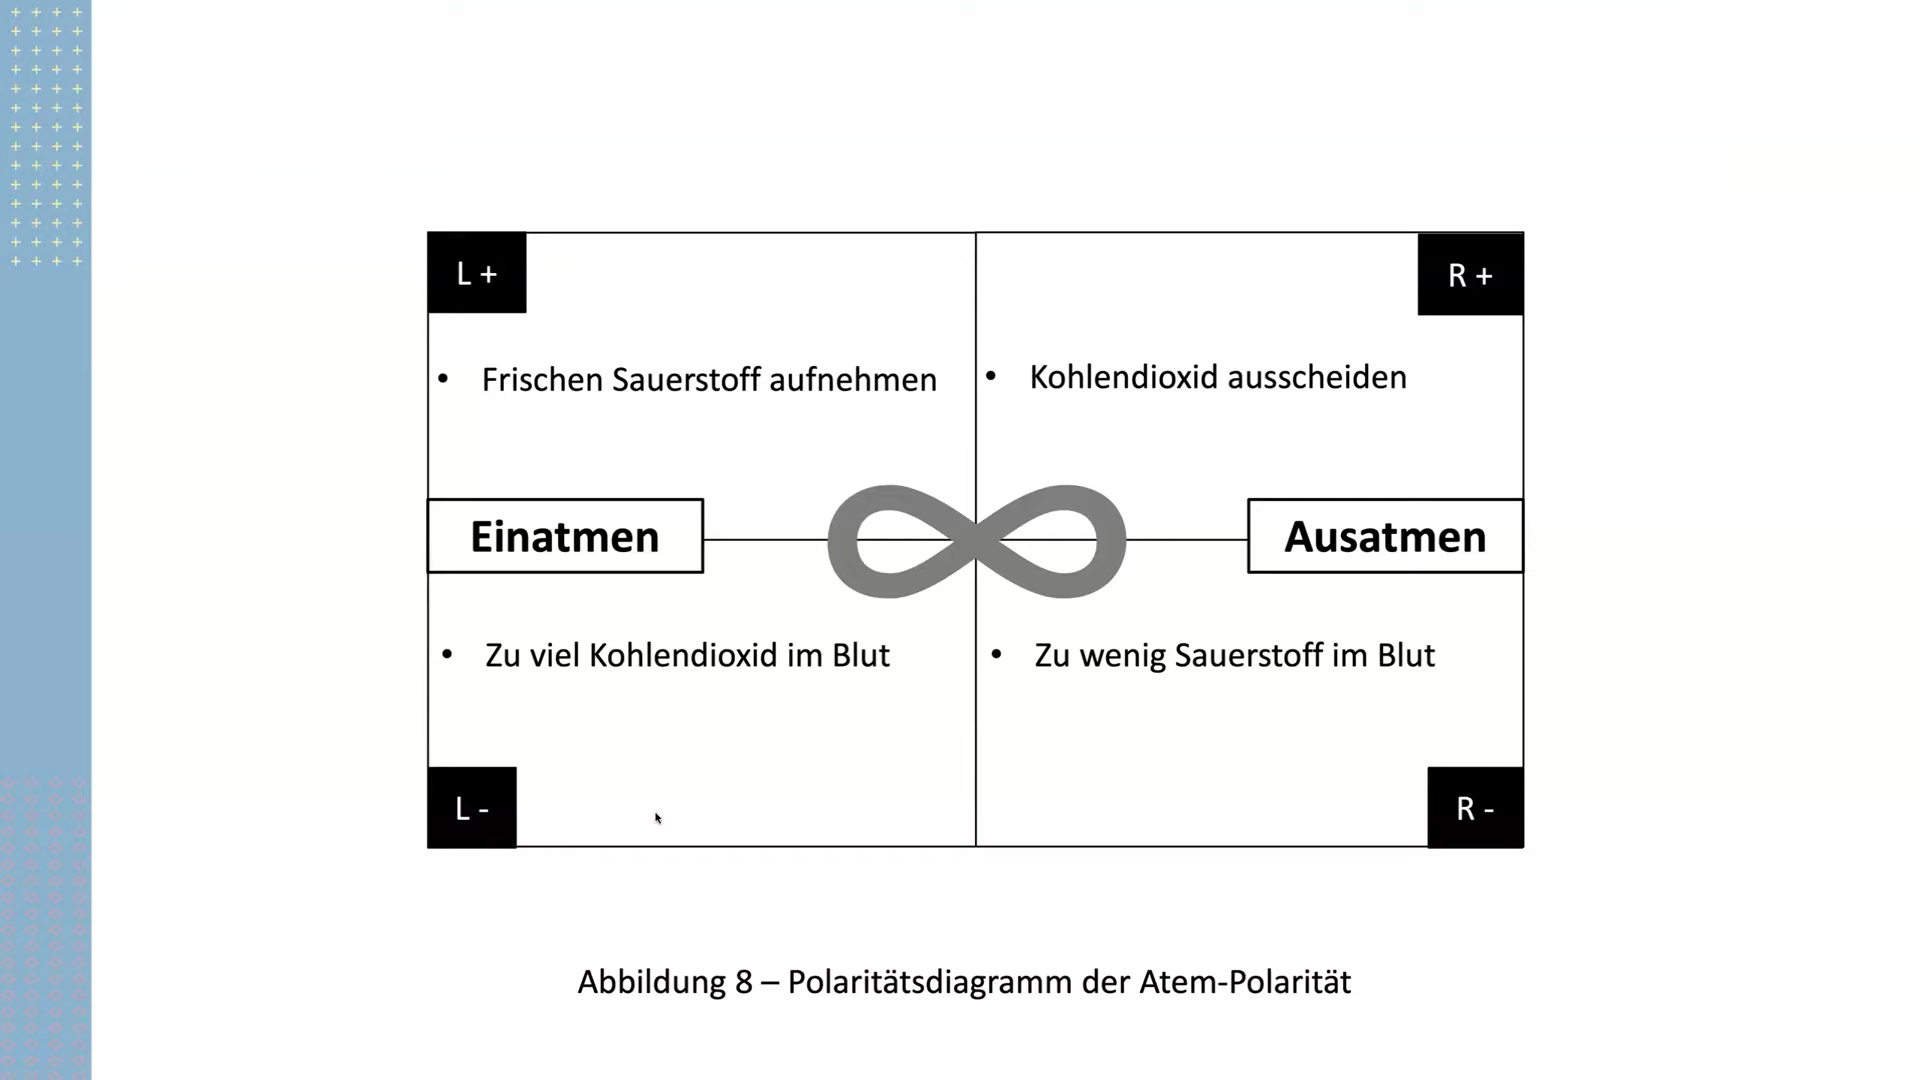 L +
R +
• Frischen Sauerstoff aufnehmen
• Kohlendioxid ausscheiden
Einatmen
Ausatmen
• Zu viel Kohlendioxid im Blut
• Zu wenig Sauerstoff im Blut
L -
R -
Abbildung 8 – Polaritätsdiagramm der Atem-Polarität